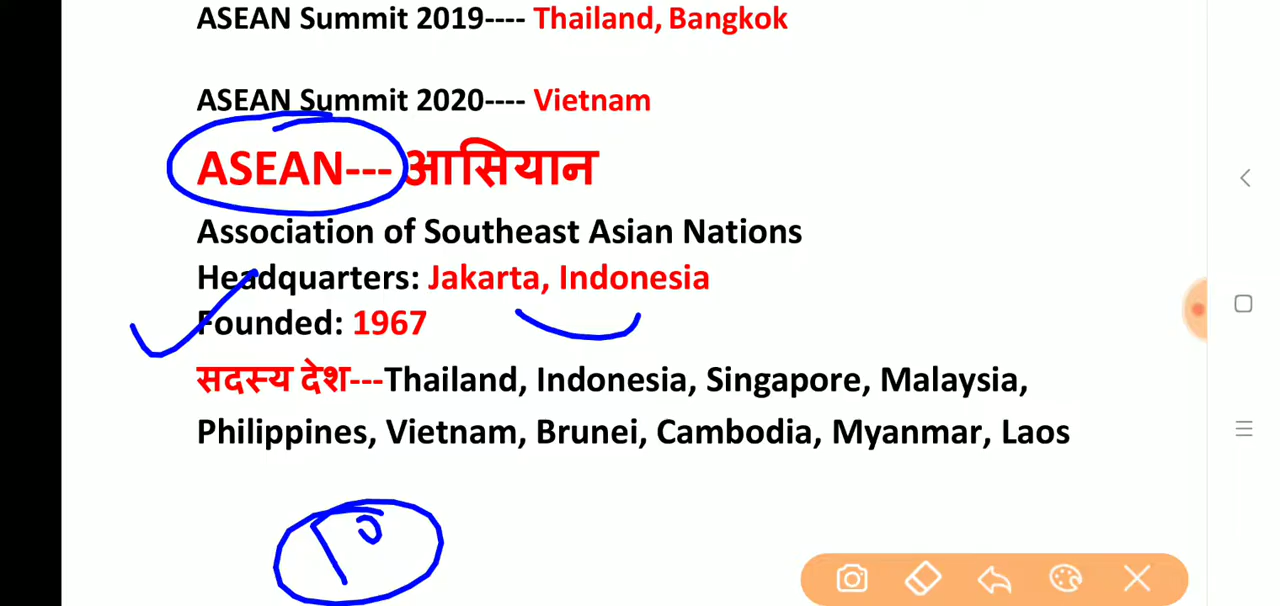 ASEAN Summit 2019---- Thailand, Bangkok
ASEAN Summit 2020---- Vietnam
ASEAN--- आसियान
Association of Southeast Asian Nations
Headquarters: Jakarta, Indonesia
Founded: 1967
सदस्य देश---Thailand, Indonesia, Singapore, Malaysia,
Philippines, Vietnam, Brunei, Cambodia, Myanmar, Laos
10